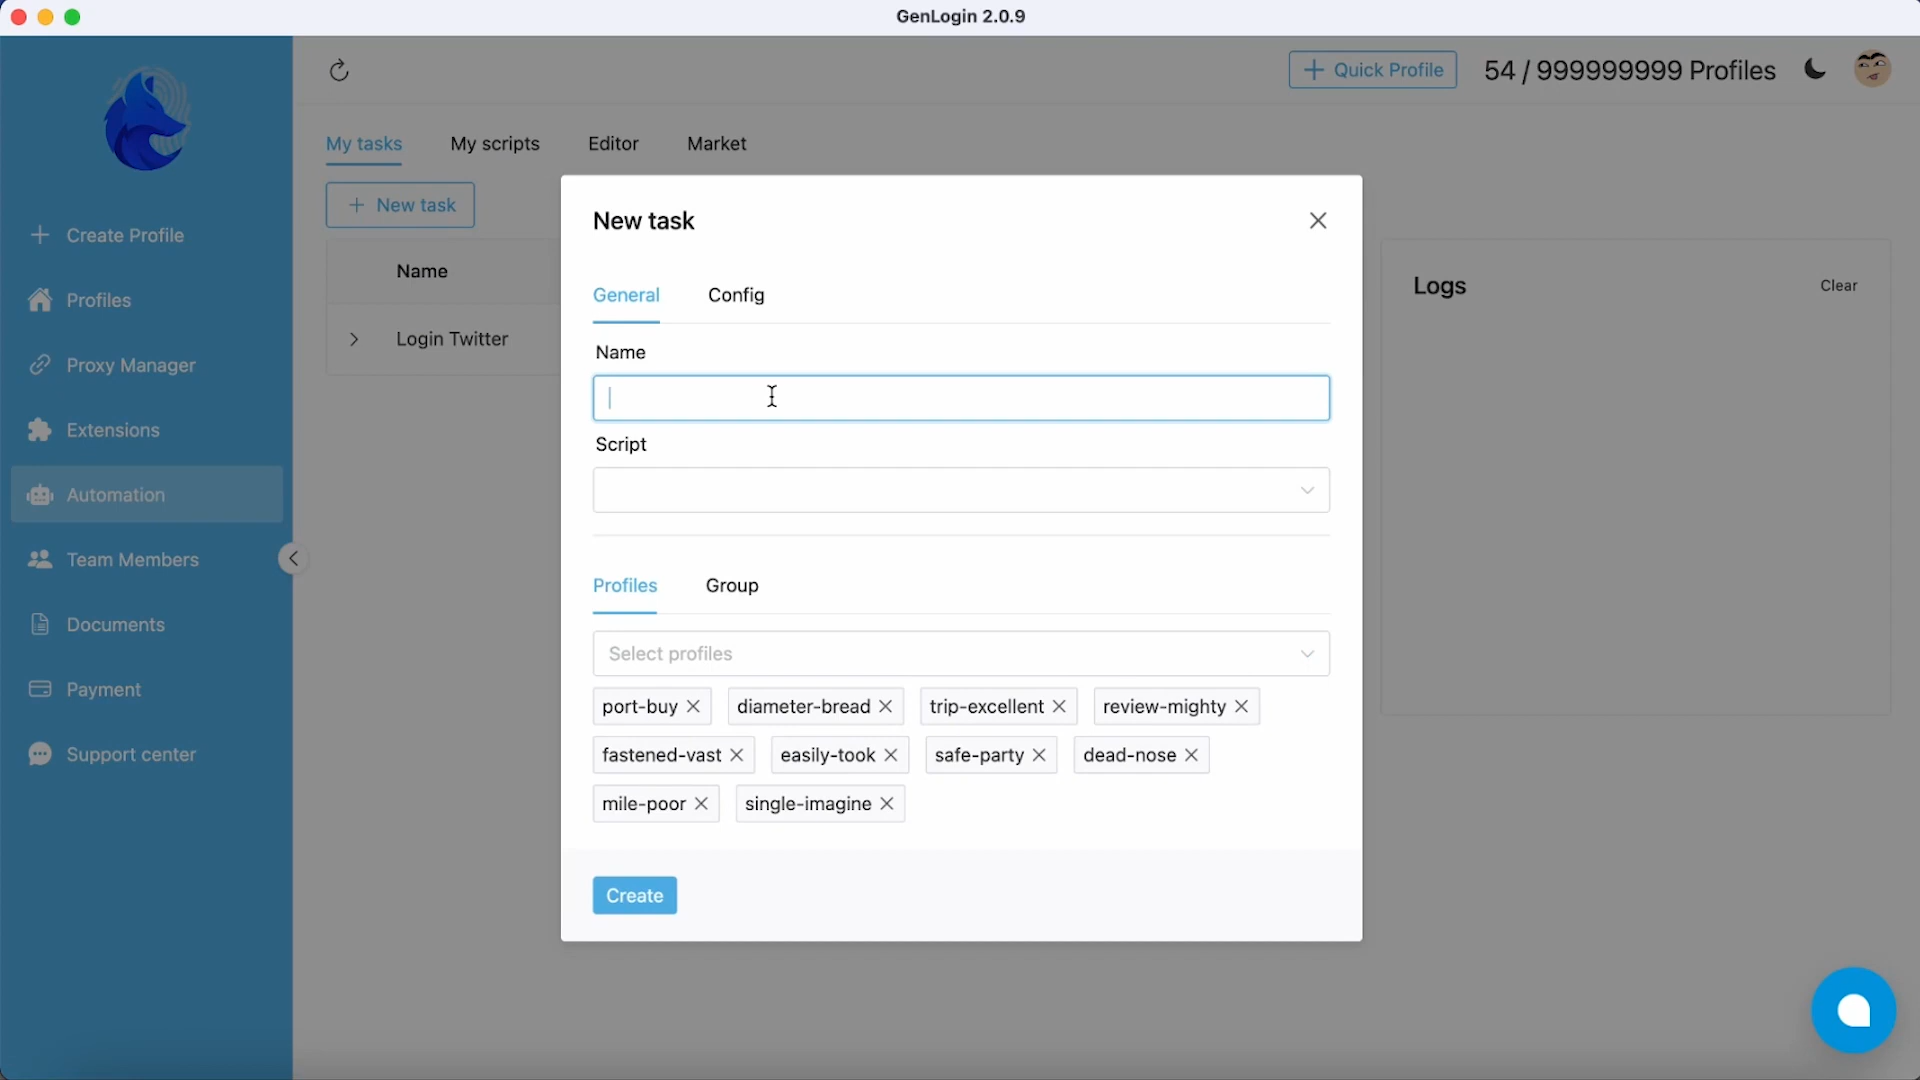 GenLogin 2.0.9
Quick Profile
54 / 999999999 Profiles
My tasks
My scripts
Editor
Market
New task
Name
Login Twitter
Create Profile
Profiles
Proxy Manager
Extensions
Automation
Team Members
Documents
Payment
Support center
New task
General
Config
Name
Script
Profiles
Group
Select profiles
port-buy
diameter-bread
trip-excellent
review-mighty
fastened-vast
easily-took
safe-party
dead-nose
mile-poor
single-imagine
Create
Logs
Clear